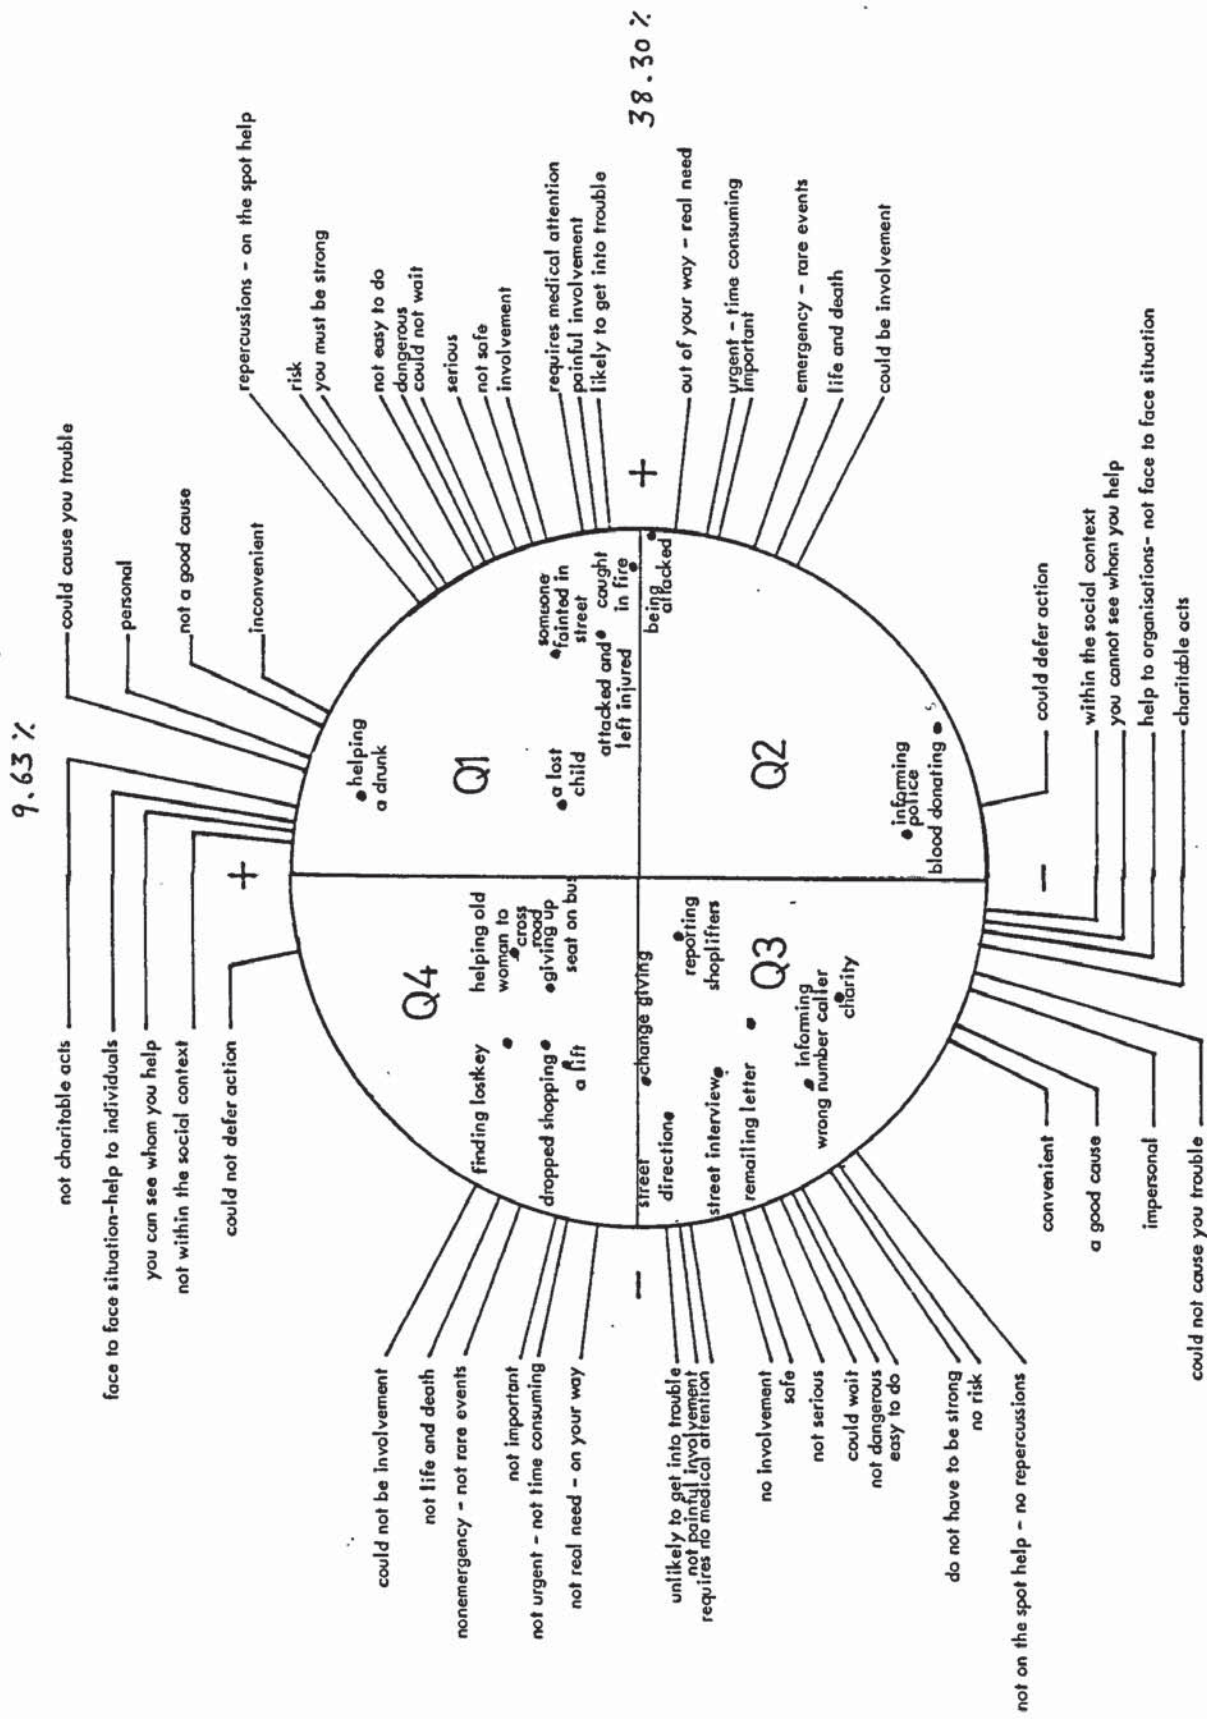 9.63 %
38.30 %
not charitable acts
face to face situation-help to individuals
you can see whom you help
not within the social context
could not defer action
+
could cause you trouble
personal
not a good cause
inconvenient
repercussions - on the spot help
risk
you must be strong
not easy to do
dangerous
could not wait
serious
not safe
involvement
requires medical attention
painful involvement
likely to get into trouble
+
out of your way - real need
urgent - time consuming
important
emergency - rare events
life and death
could be involvement
could defer action
within the social context
you cannot see whom you help
help to organisations- not face to face situation
charitable acts
-
convenient
a good cause
impersonal
could not cause you trouble
could not be involvement
not life and death
nonemergency - not rare events
not important
not urgent - not time consuming
not real need - on your way
-
unlikely to get into trouble
not painful involvement
requires no medical attention
no involvement
safe
not serious
could wait
not dangerous
easy to do
do not have to be strong
no risk
not on the spot help - no repercussions
Q4
helping old
woman to
cross
road
giving up
seat on bus
finding lostkey
dropped shopping
a lift
Q1
helping
a drunk
a lost
child
someone
fainted in
street
attacked and
left injured
caught
in fire
being
attacked
Q3
street
direction
change giving
reporting
shoplifters
street interview
remailing letter
informing
wrong number caller
charity
Q2
informing
police
blood donating